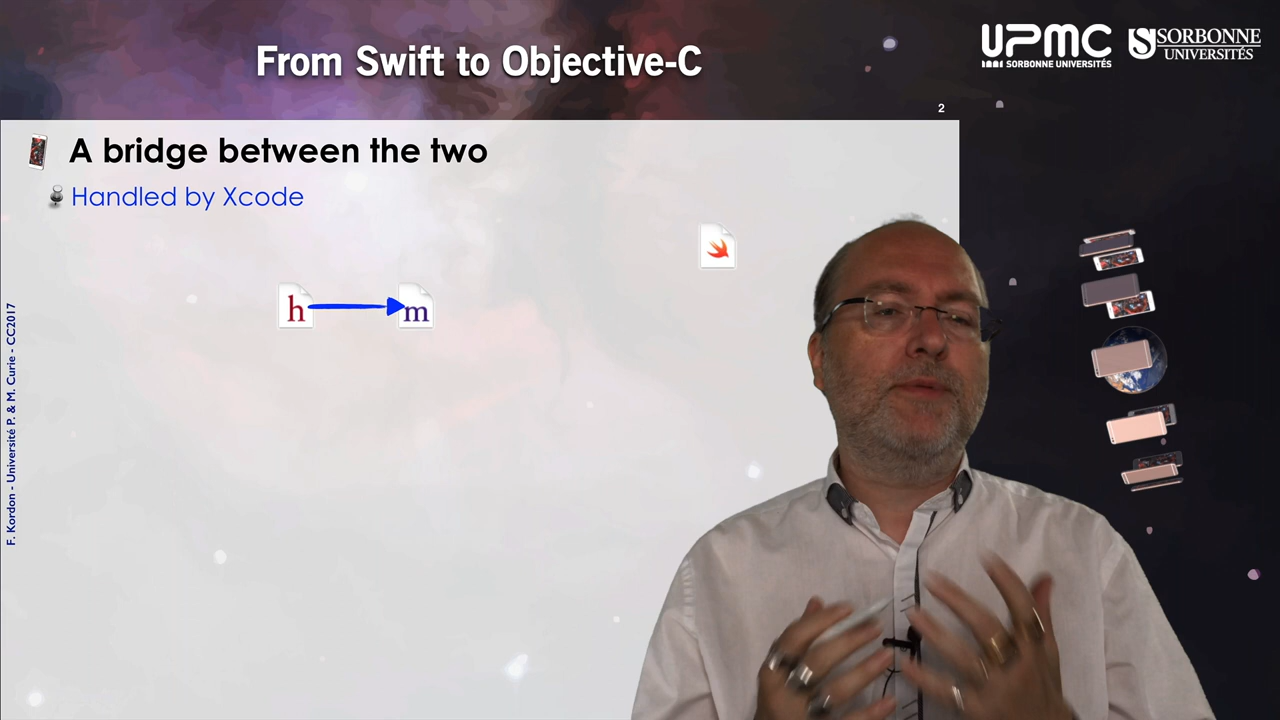 From Swift to Objective-C
UPMC
SORBONNE UNIVERSITÉS
SORBONNE
UNIVERSITÉS
2
A bridge between the two
Handled by Xcode
h
m
F. Kordon - Université P. & M. Curie - CC2017